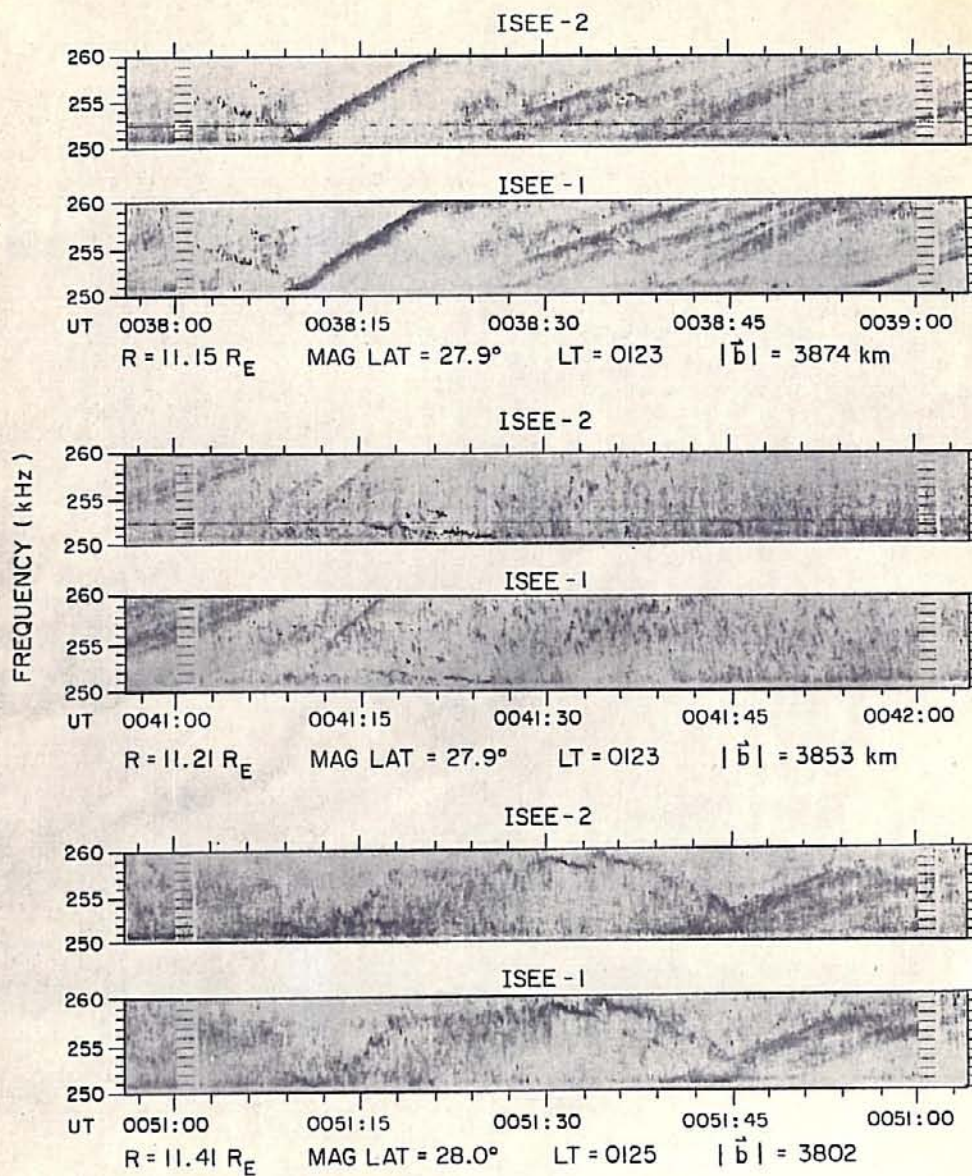 ISEE-2
260
255
250
ISEE-1
260
255
250
UT 0038:00 0038:15 0038:30 0038:45 0039:00
R = 11.15 RE MAG LAT = 27.9° LT = 0123 |b⃗| = 3874 km
FREQUENCY (kHz)
ISEE-2
260
255
250
ISEE-1
260
255
250
UT 0041:00 0041:15 0041:30 0041:45 0042:00
R = 11.21 RE MAG LAT = 27.9° LT = 0123 |b⃗| = 3853 km
ISEE-2
260
255
250
ISEE-1
260
255
250
UT 0051:00 0051:15 0051:30 0051:45 0051:00
R = 11.41 RE MAG LAT = 28.0° LT = 0125 |b⃗| = 3802